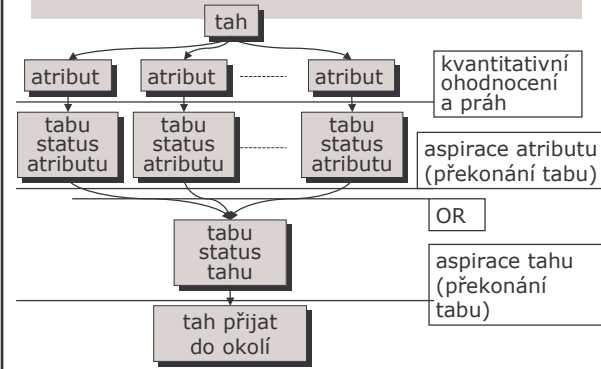 tah
atribut
atribut
atribut
kvantitativní
ohodnocení
a práh
tabu
status
atributu
tabu
status
atributu
tabu
status
atributu
aspirace atributu
(překonání tabu)
OR
tabu
status
tahu
aspirace tahu
(překonání
tabu)
tah přijat
do okolí